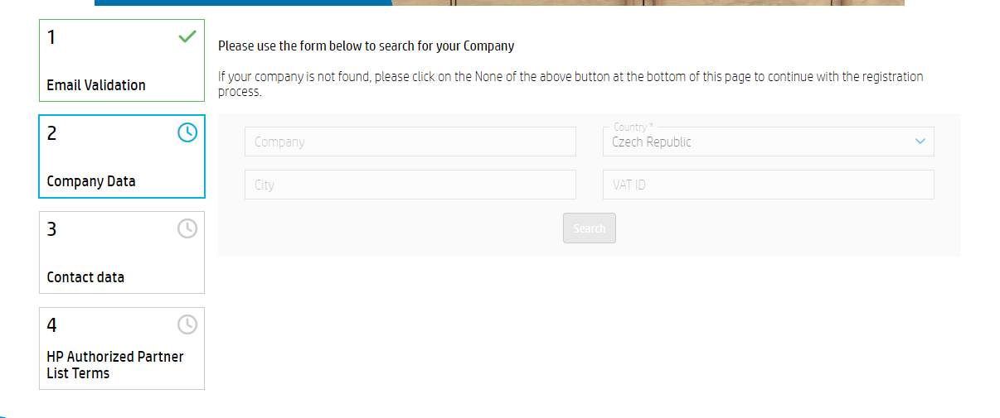 1
Email Validation
2
Company Data
3
Contact data
4
HP Authorized Partner
List Terms
Please use the form below to search for your Company
If your company is not found, please click on the None of the above button at the bottom of this page to continue with the registration
process.
Company
Country *
Czech Republic
City
VAT ID
Search